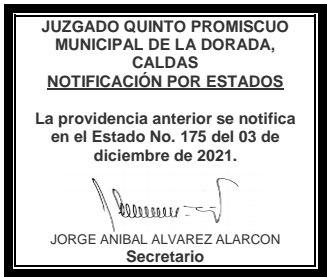 JUZGADO QUINTO PROMISCUO
MUNICIPAL DE LA DORADA,
CALDAS
NOTIFICACIÓN POR ESTADOS
La providencia anterior se notifica
en el Estado No. 175 del 03 de
diciembre de 2021.
JORGE ANIBAL ALVAREZ ALARCON
Secretario